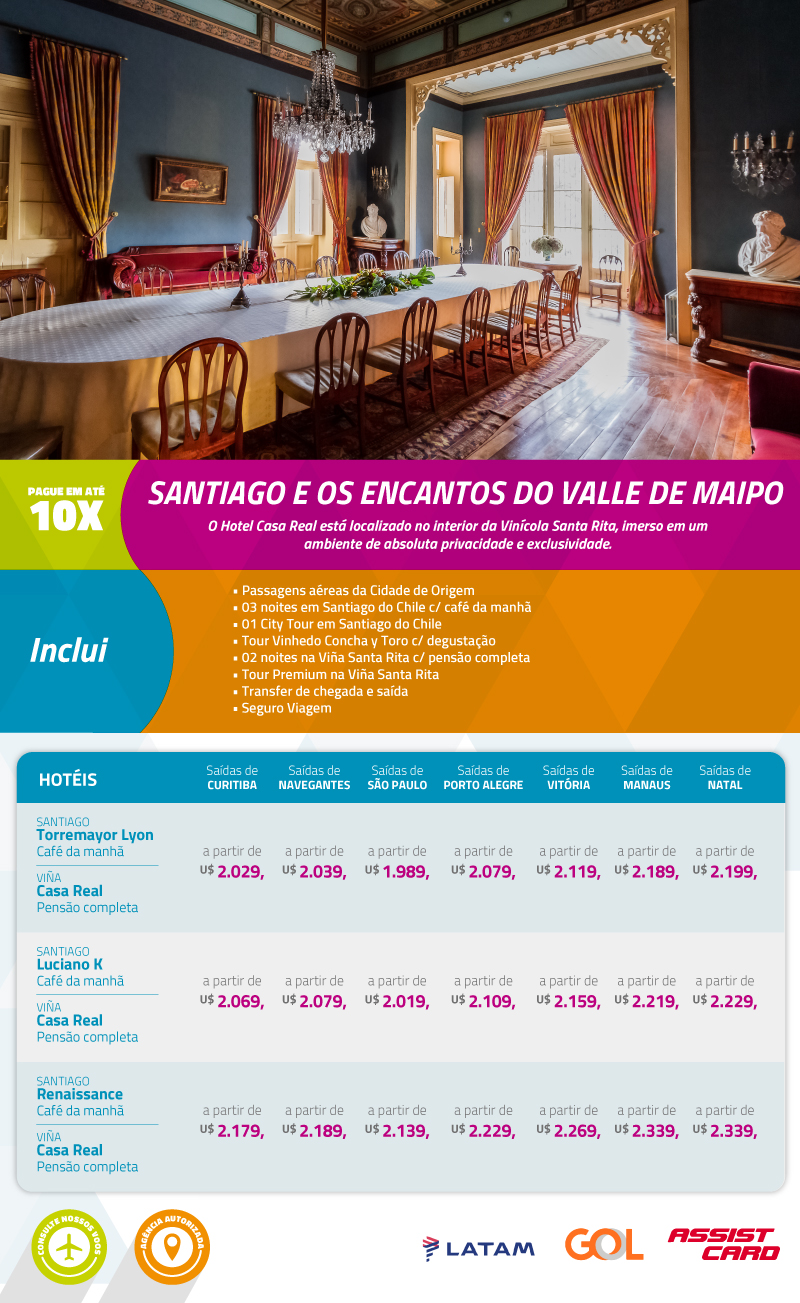 PAGUE EM ATÉ
10X
SANTIAGO E OS ENCANTOS DO VALLE DE MAIPO
O Hotel Casa Real está localizado no interior da Vinícola Santa Rita, imerso em um
ambiente de absoluta privacidade e exclusividade.
Inclui
• Passagens aéreas da Cidade de Origem
• 03 noites em Santiago do Chile c/ café da manhã
• 01 City Tour em Santiago do Chile
• Tour Vinhedo Concha y Toro c/ degustação
• 02 noites na Viña Santa Rita c/ pensão completa
• Tour Premium na Viña Santa Rita
• Transfer de chegada e saída
• Seguro Viagem
HOTÉIS
Saídas de CURITIBA
Saídas de NAVEGANTES
Saídas de SÃO PAULO
Saídas de PORTO ALEGRE
Saídas de VITÓRIA
Saídas de MANAUS
Saídas de NATAL
SANTIAGO
Torremayor Lyon
Café da manhã
VIÑA
Casa Real
Pensão completa
a partir de U$ 2.029,
a partir de U$ 2.039,
a partir de U$ 1.989,
a partir de U$ 2.079,
a partir de U$ 2.119,
a partir de U$ 2.189,
a partir de U$ 2.199,
SANTIAGO
Luciano K
Café da manhã
VIÑA
Casa Real
Pensão completa
a partir de U$ 2.069,
a partir de U$ 2.079,
a partir de U$ 2.019,
a partir de U$ 2.109,
a partir de U$ 2.159,
a partir de U$ 2.219,
a partir de U$ 2.229,
SANTIAGO
Renaissance
Café da manhã
VIÑA
Casa Real
Pensão completa
a partir de U$ 2.179,
a partir de U$ 2.189,
a partir de U$ 2.139,
a partir de U$ 2.229,
a partir de U$ 2.269,
a partir de U$ 2.339,
a partir de U$ 2.339,
CONSULTE NOSSOS VOOS
AGÊNCIA AUTORIZADA
LATAM
GOL
ASSIST
CARD